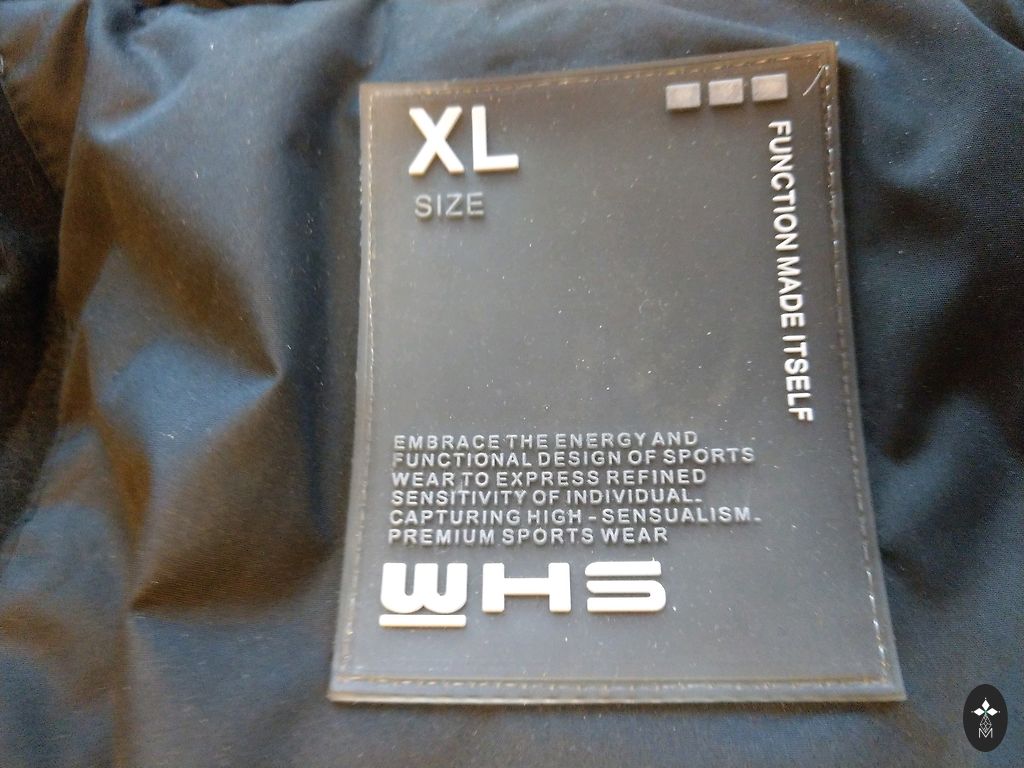 XL
SIZE
FUNCTION MADE ITSELF
EMBRACE THE ENERGY AND
FUNCTIONAL DESIGN OF SPORTS
WEAR TO EXPRESS REFINED
SENSITIVITY OF INDIVIDUAL.
CAPTURING HIGH-SENSUALISM.
PREMIUM SPORTS WEAR
WHS
M